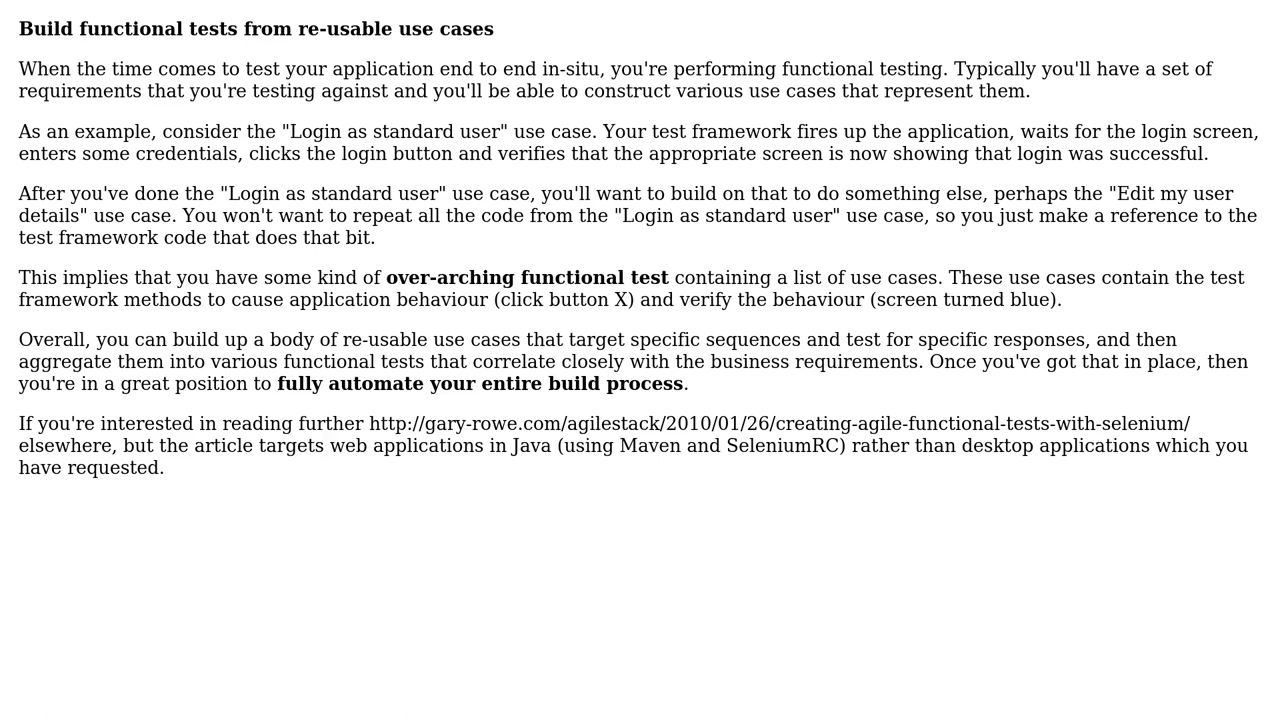 Build functional tests from re-usable use cases
When the time comes to test your application end to end in-situ, you're performing functional testing. Typically you'll have a set of
requirements that you're testing against and you'll be able to construct various use cases that represent them.
As an example, consider the "Login as standard user" use case. Your test framework fires up the application, waits for the login screen,
enters some credentials, clicks the login button and verifies that the appropriate screen is now showing that login was successful.
After you've done the "Login as standard user" use case, you'll want to build on that to do something else, perhaps the "Edit my user
details" use case. You won't want to repeat all the code from the "Login as standard user" use case, so you just make a reference to the
test framework code that does that bit.
This implies that you have some kind of over-arching functional test containing a list of use cases. These use cases contain the test
framework methods to cause application behaviour (click button X) and verify the behaviour (screen turned blue).
Overall, you can build up a body of re-usable use cases that target specific sequences and test for specific responses, and then
aggregate them into various functional tests that correlate closely with the business requirements. Once you've got that in place, then
you're in a great position to fully automate your entire build process.
If you're interested in reading further http://gary-rowe.com/agilestack/2010/01/26/creating-agile-functional-tests-with-selenium/
elsewhere, but the article targets web applications in Java (using Maven and SeleniumRC) rather than desktop applications which you
have requested.